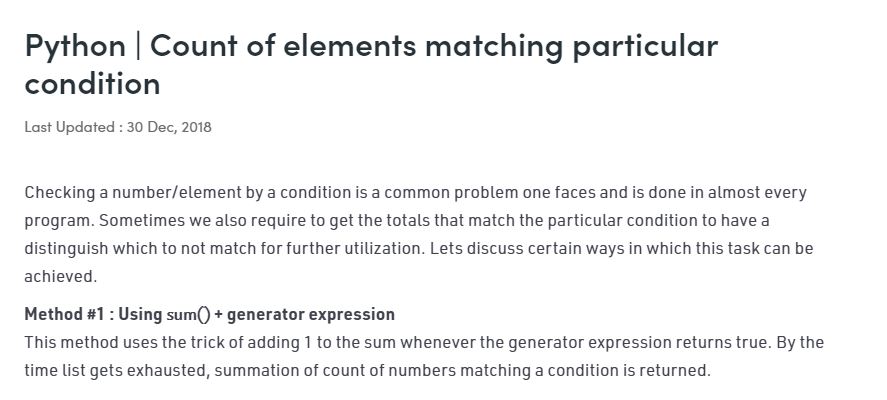 Python | Count of elements matching particular
condition
Last Updated : 30 Dec, 2018
Checking a number/element by a condition is a common problem one faces and is done in almost every
program. Sometimes we also require to get the totals that match the particular condition to have a
distinguish which to not match for further utilization. Lets discuss certain ways in which this task can be
achieved.
Method #1 : Using sum() + generator expression
This method uses the trick of adding 1 to the sum whenever the generator expression returns true. By the
time list gets exhausted, summation of count of numbers matching a condition is returned.